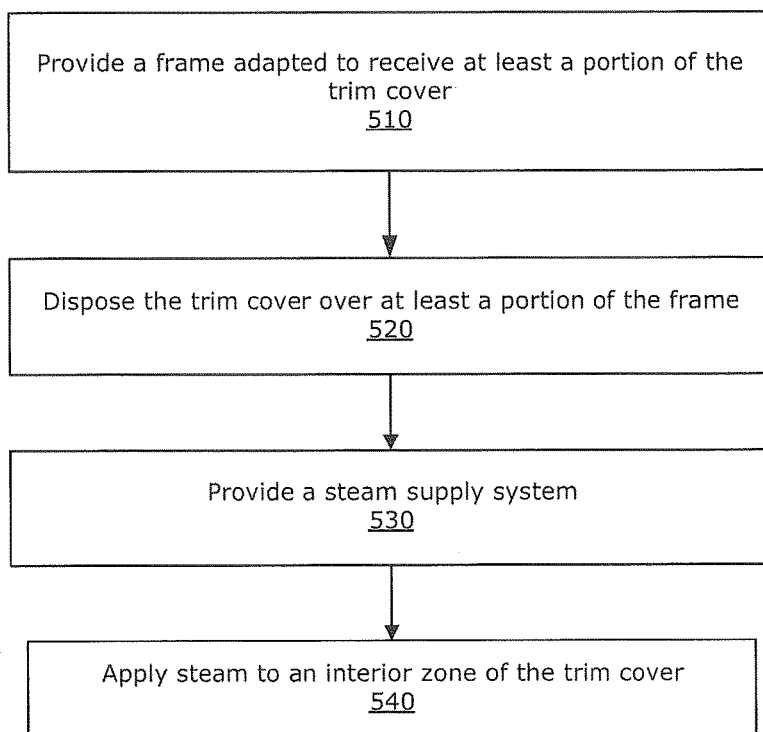 Provide a frame adapted to receive at least a portion of the
trim cover
510
Dispose the trim cover over at least a portion of the frame
520
Provide a steam supply system
530
Apply steam to an interior zone of the trim cover
540